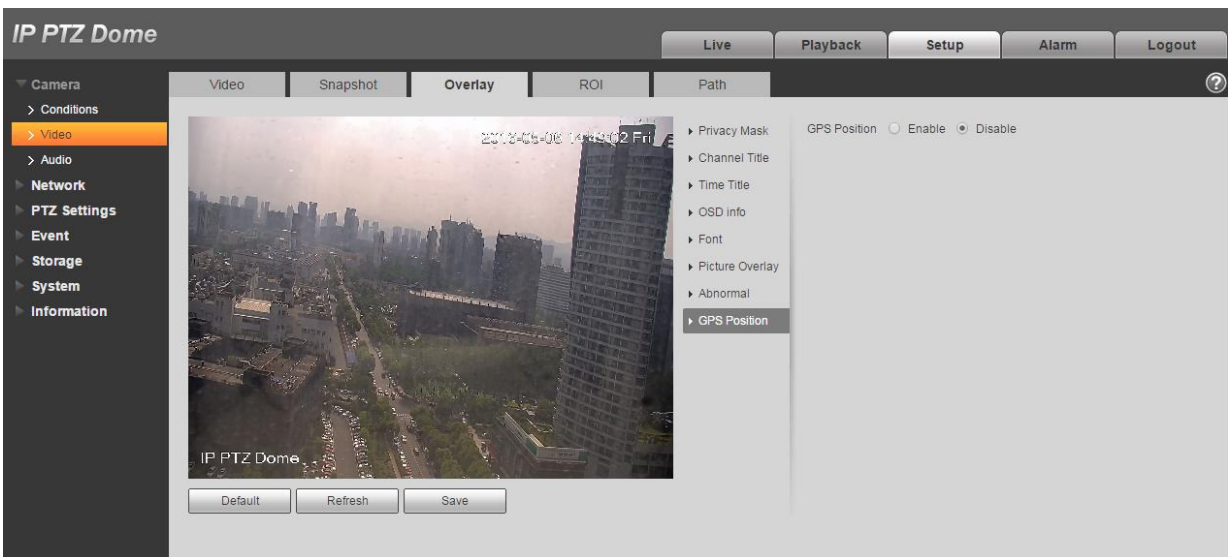 IP PTZ Dome
Live Playback Setup Alarm Logout
Camera
Conditions
Video
Audio
Network
PTZ Settings
Event
Storage
System
Information
Video Snapshot Overlay ROI Path
?
Fri
IP PTZ Dome
Default Refresh Save
Privacy Mask
Channel Title
Time Title
OSD info
Font
Picture Overlay
Abnormal
GPS Position
GPS Position Enable Disable